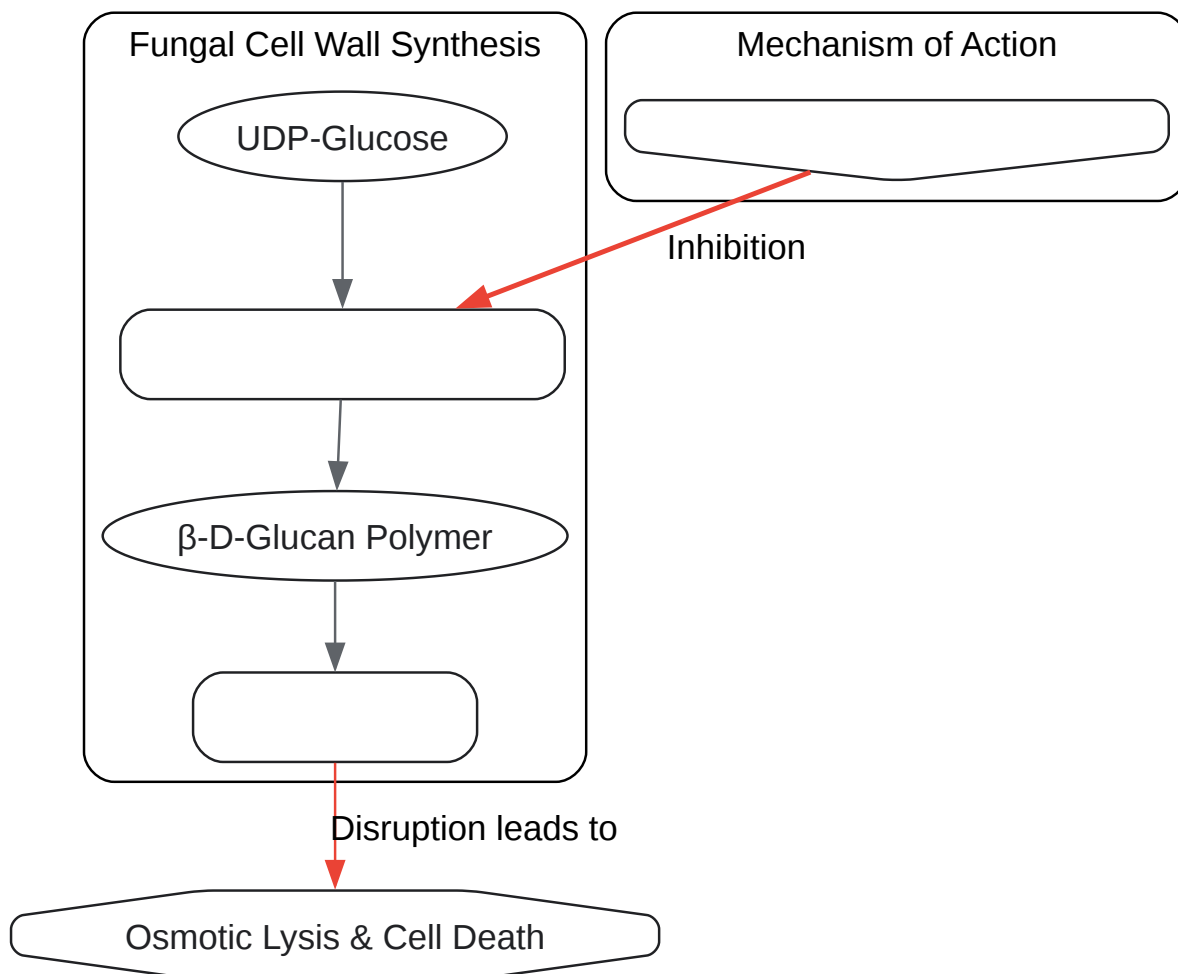 Fungal Cell Wall Synthesis
Mechanism of Action
UDP-Glucose
Inhibition
β-D-Glucan Polymer
Disruption leads to
Osmotic Lysis & Cell Death